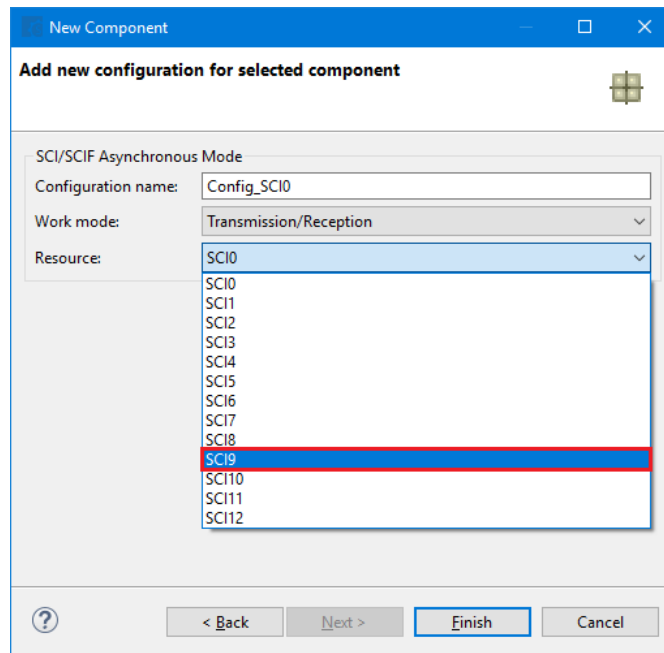 New Component
Add new configuration for selected component
SCI/SCIF Asynchronous Mode
Configuration name: Config_SCI0
Work mode: Transmission/Reception
Resource: SCI0
SCI0
SCI1
SCI2
SCI3
SCI4
SCI5
SCI6
SCI7
SCI8
SCI9
SCI10
SCI11
SCI12
? < Back Next > Finish Cancel